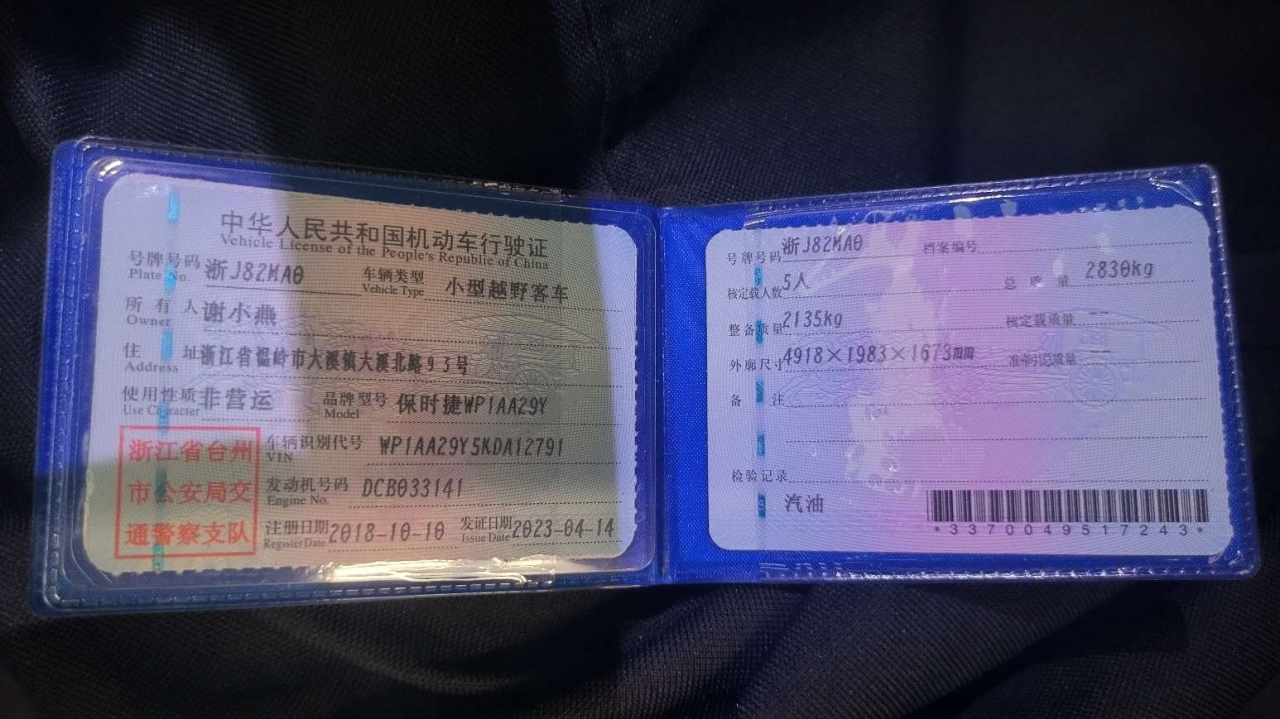 中华人民共和国机动车行驶证
Vehicle License of the People's Republic of China
号牌号码 浙J82MA0 车辆类型 小型越野客车
Plate No. Vehicle Type
所有人 谢小燕
Owner
住址 浙江省温岭市大溪镇大溪北路95号
Address
使用性质 非营运 品牌型号 保时捷WP1AA29Y
Use Character Model
浙江省台州
市公安局交
通警察支队
车辆识别代号 WP1AA29Y5KDA12791
VIN
发动机号码 DCB033141
Engine No.
注册日期 2018-10-10 发证日期 2023-04-14
Register Date Issue Date
号牌号码 浙J82MA0 档案编号
核定载人数 5人 总质量 2830kg
整备质量 2135kg 核定载质量 --
外廓尺寸 4918×1983×1673mm 准牵引总质量 --
备注
检验记录
汽油
*3370049517243*